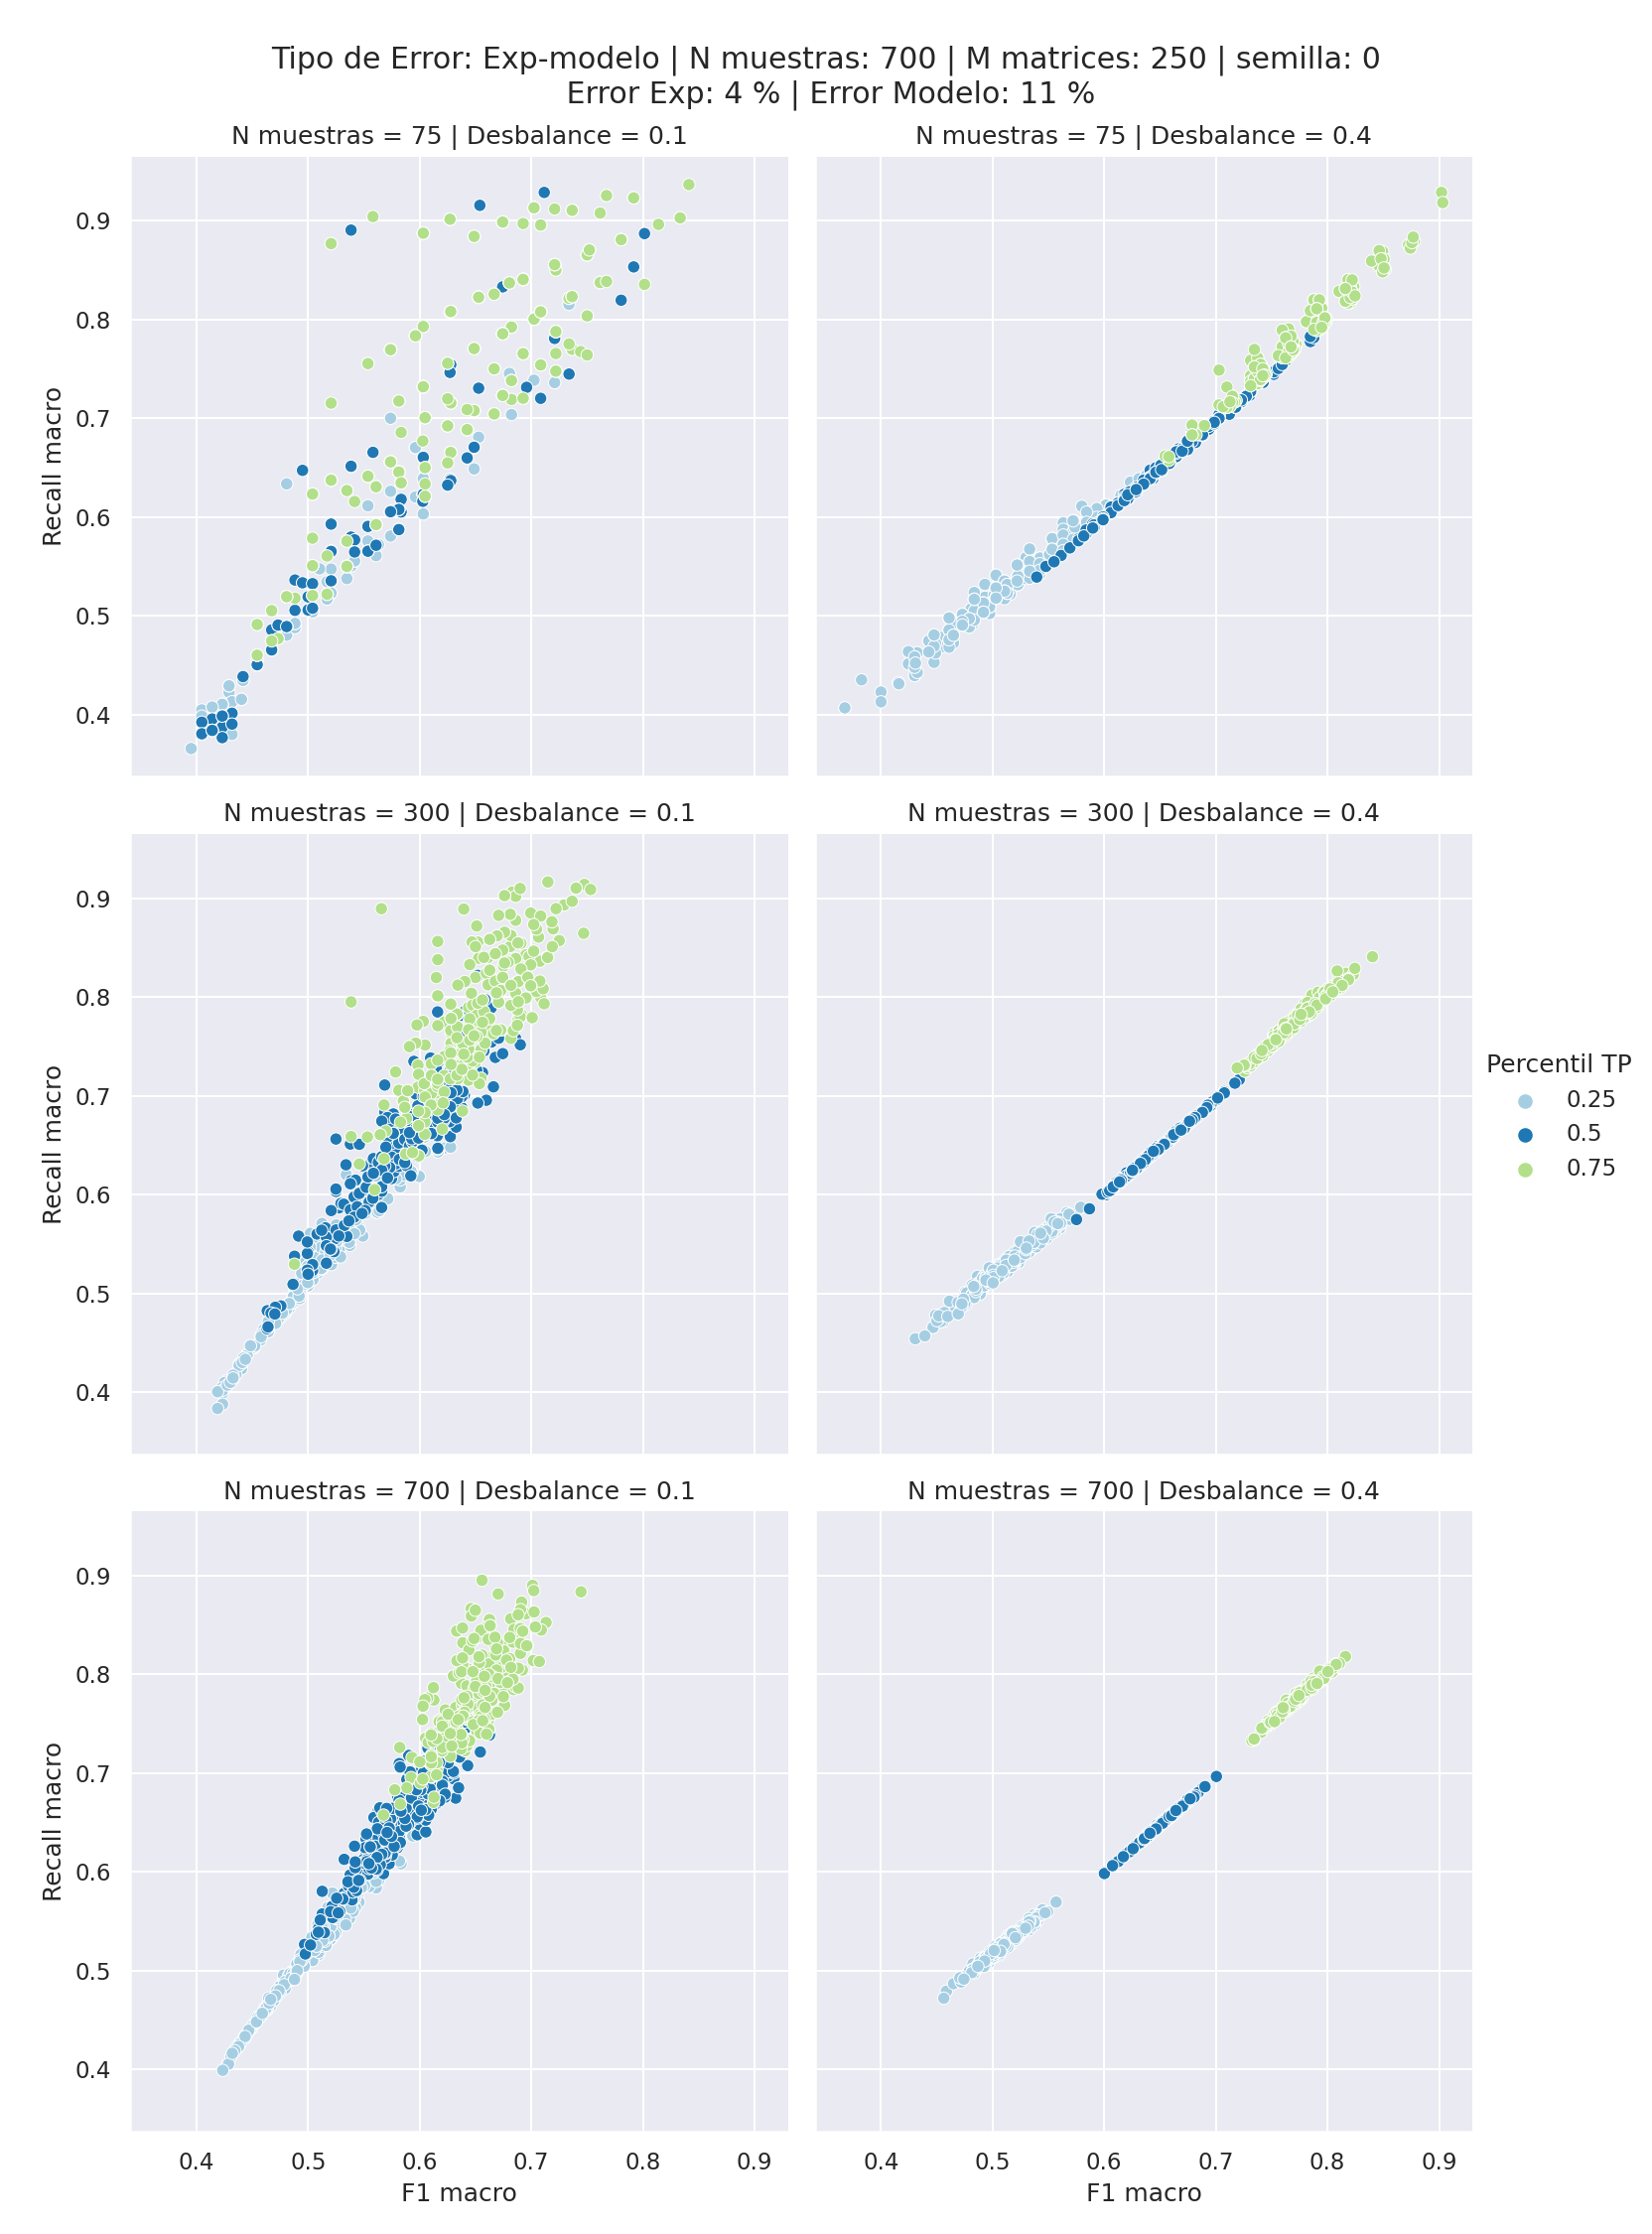 Tipo de Error: Exp-modelo | N muestras: 700 | M matrices: 250 | semilla: 0
Error Exp: 4 % | Error Modelo: 11 %
N muestras = 75 | Desbalance = 0.1
N muestras = 75 | Desbalance = 0.4
0.9
0.8
0.7
0.6
0.5
0.4
Recall macro
N muestras = 300 | Desbalance = 0.1
N muestras = 300 | Desbalance = 0.4
0.9
0.8
0.7
0.6
0.5
0.4
Recall macro
Percentil TP
0.25
0.5
0.75
N muestras = 700 | Desbalance = 0.1
N muestras = 700 | Desbalance = 0.4
0.9
0.8
0.7
0.6
0.5
0.4
Recall macro
0.4 0.5 0.6 0.7 0.8 0.9
0.4 0.5 0.6 0.7 0.8 0.9
F1 macro
F1 macro